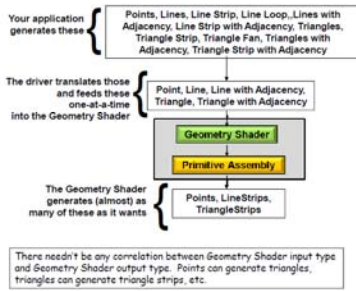 Your application
generates these
Points, Lines, Line Strip, Line Loop,,Lines with
Adjacency, Line Strip with Adjacency, Triangles,
Triangle Strip, Triangle Fan, Triangles with
Adjacency, Triangle Strip with Adjacency
The driver translates those
and feeds these
one-at-a-time
into the Geometry Shader
Point, Line, Line with Adjacency,
Triangle, Triangle with Adjacency
Geometry Shader
Primitive Assembly
The Geometry Shader
generates (almost) as
many of these as it wants
Points, LineStrips,
TriangleStrips
There needn't be any correlation between Geometry Shader input type
and Geometry Shader output type. Points can generate triangles,
triangles can generate triangle strips, etc.